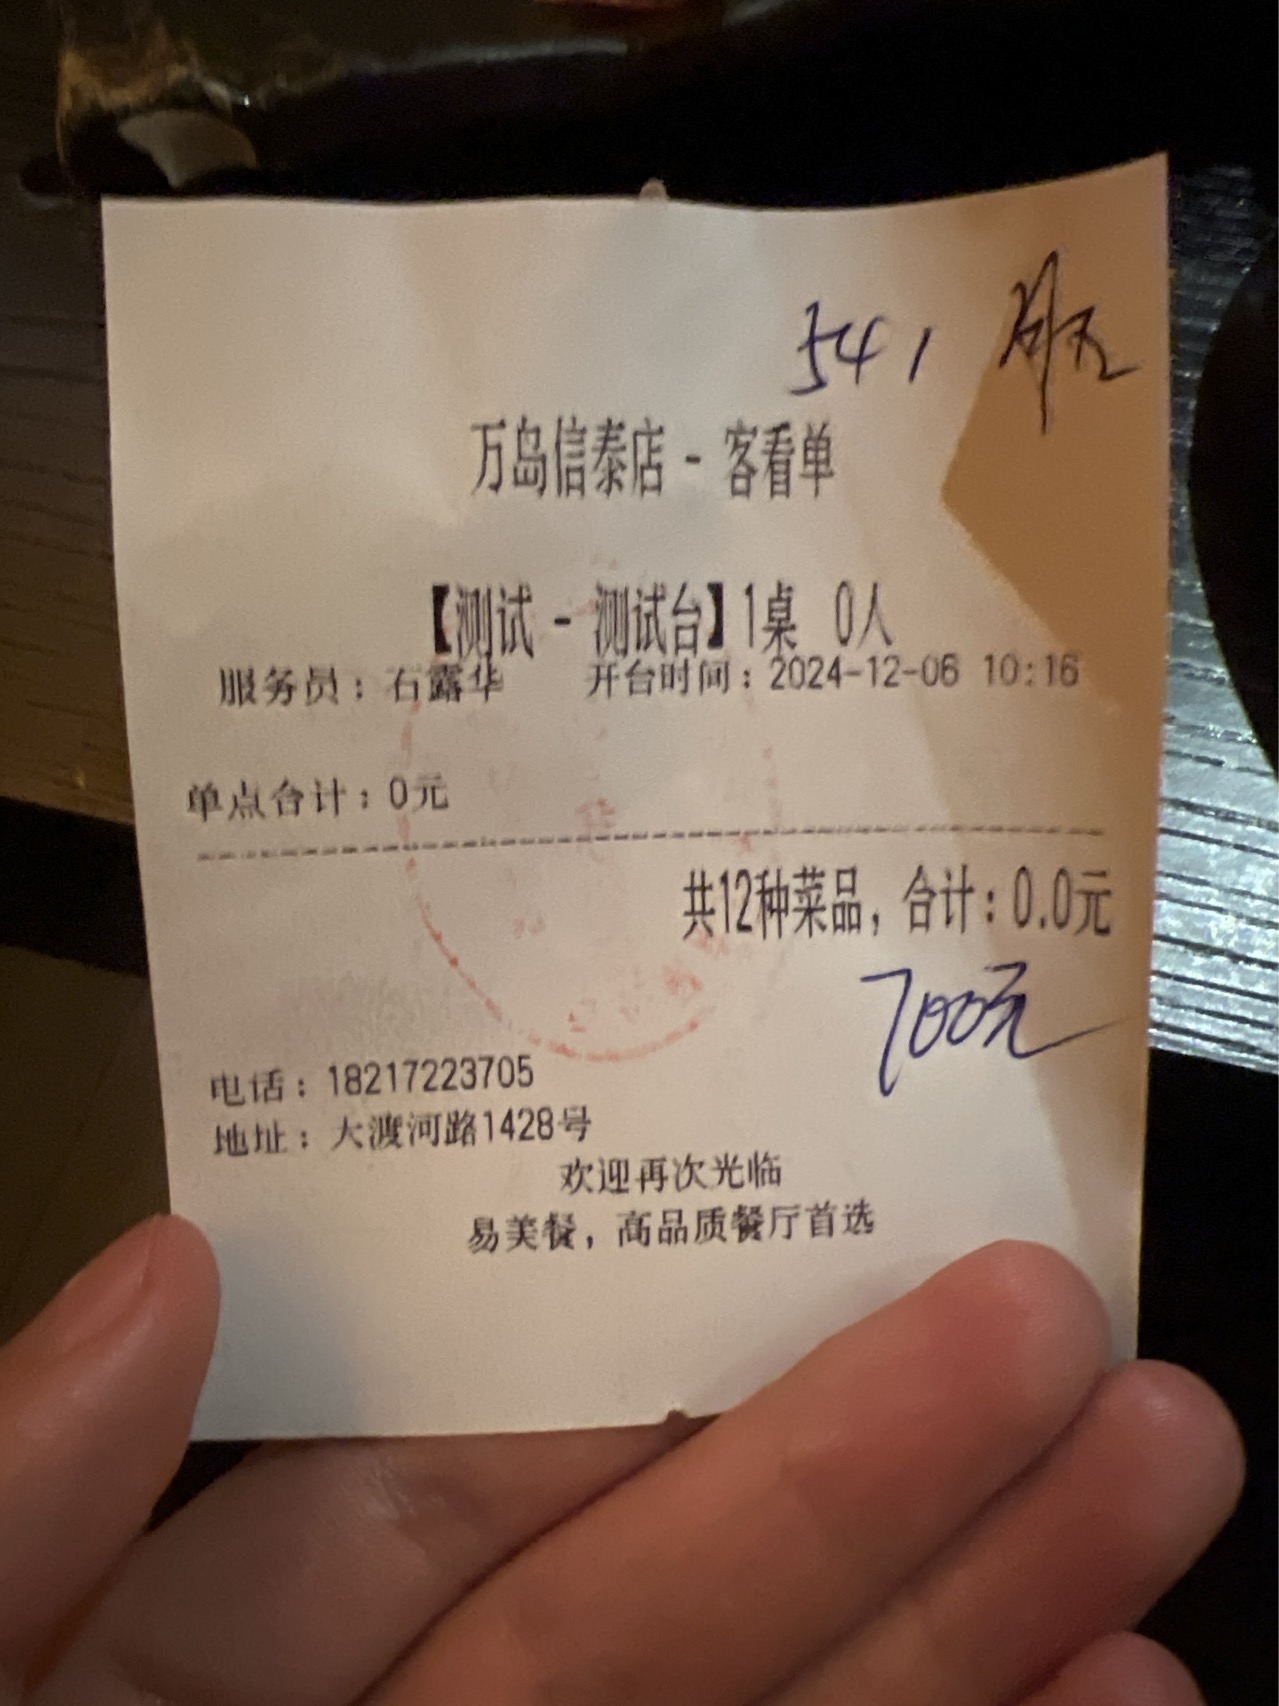 541
万岛信泰店 - 客看单
【测试 - 测试台】1桌 0人
服务员：石露华 开台时间：2024-12-06 10:16
单点合计：0元
共12种菜品，合计：0.0元
700元
电话：18217223705
地址：大渡河路1428号
欢迎再次光临
易美餐，高品质餐厅首选